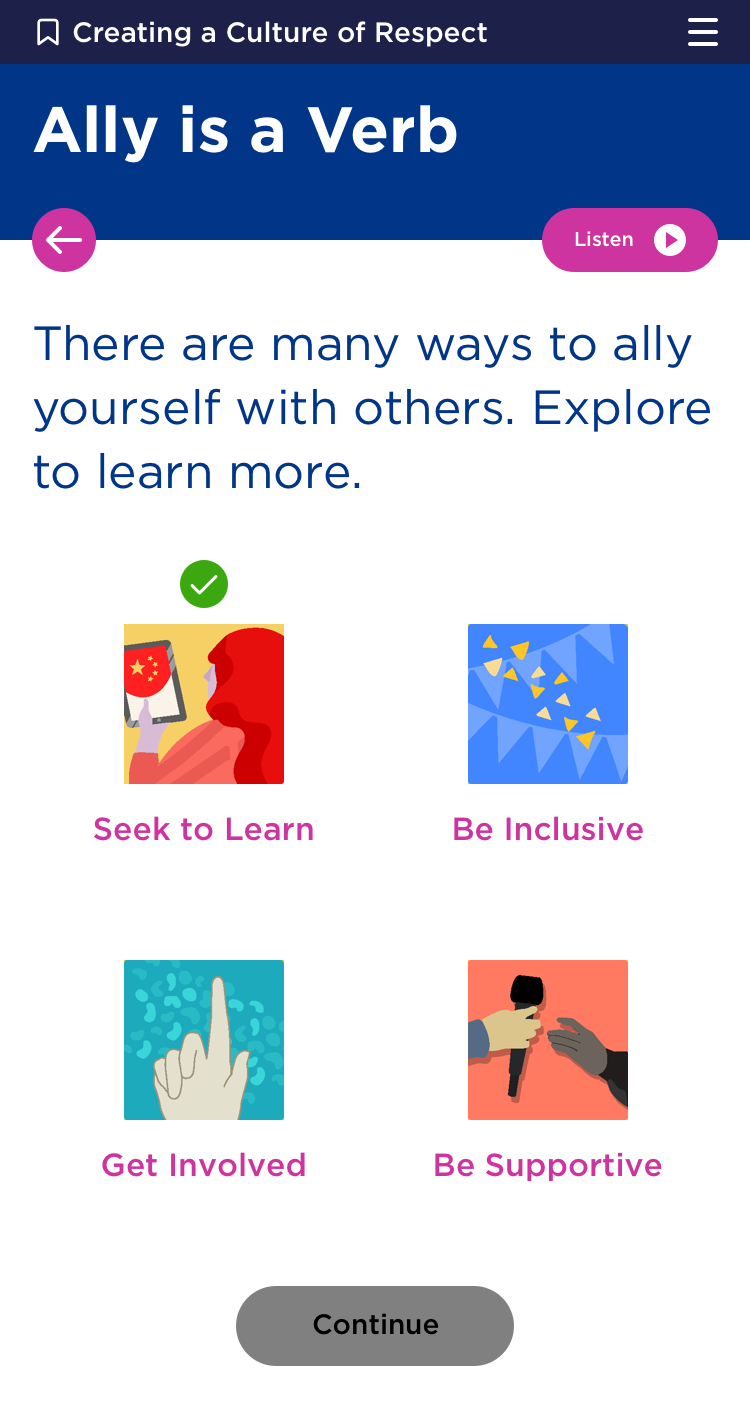 Creating a Culture of Respect
Ally is a Verb
Listen
There are many ways to ally
yourself with others. Explore
to learn more.
Seek to Learn
Be Inclusive
Get Involved
Be Supportive
Continue